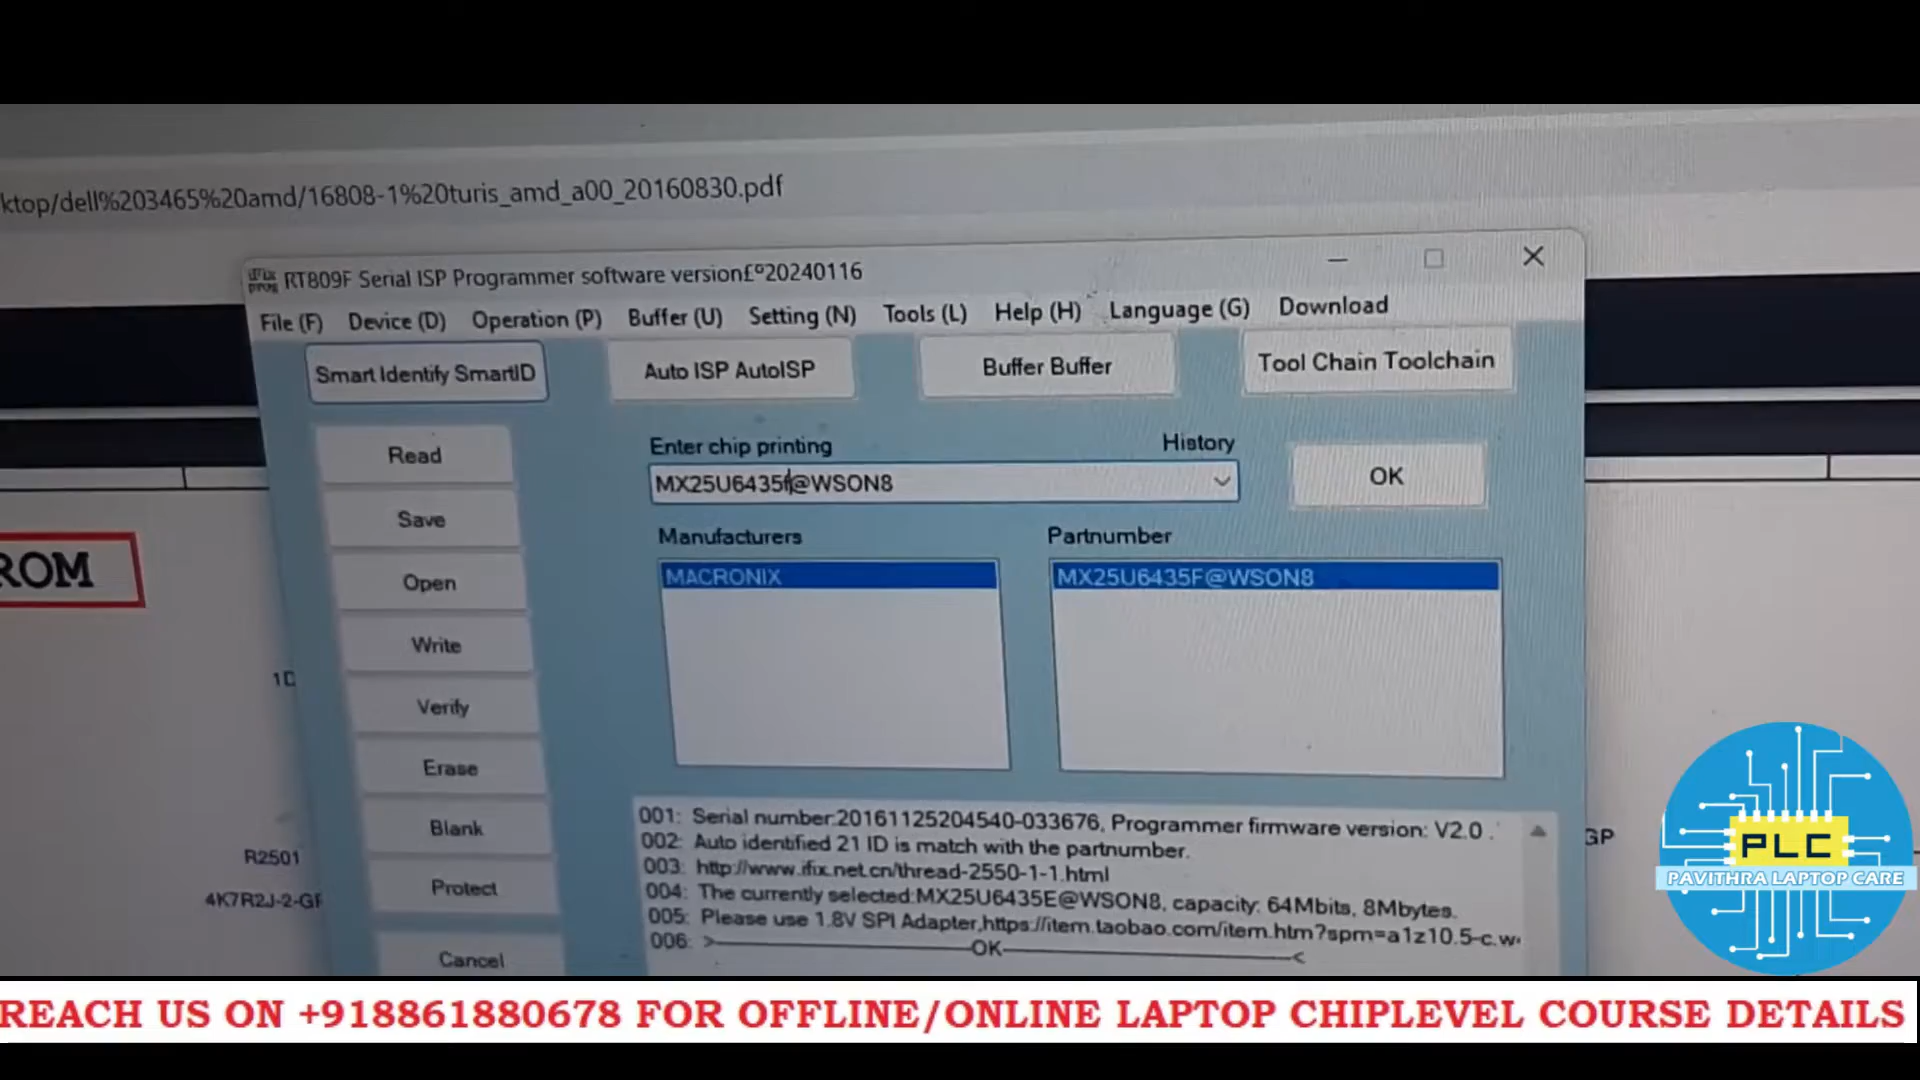 ktop/dell%203465%20amd/16808-1%20turis_amd_a00_20160830.pdf
RT809F Serial ISP Programmer software version£º20240116
File (F) Device (D) Operation (P) Buffer (U) Setting (N) Tools (L) Help (H) Language (G) Download
Smart Identify SmartID Auto ISP AutoISP Buffer Buffer Tool Chain Toolchain
Enter chip printing History
MX25U6435f@WSON8 OK
Manufacturers Partnumber
MACRONIX MX25U6435F@WSON8
Read
Save
Open
Write
Verify
Erase
Blank
Protect
Cancel
001: Serial number:20161125204540-033676, Programmer firmware version: V2.0 .
002: Auto identified 21 ID is match with the partnumber.
003: http://www.ifix.net.cn/thread-2550-1-1.html
004: The currently selected:MX25U6435E@WSON8, capacity: 64Mbits, 8Mbytes.
005: Please use 1.8V SPI Adapter,https://item.taobao.com/item.htm?spm=a1z10.5-c.w
006: >——————OK——————<
ROM
1D
R2501
4K7R2J-2-GP
GP
PLC
PAVITHRA LAPTOP CARE
REACH US ON +918861880678 FOR OFFLINE/ONLINE LAPTOP CHIPLEVEL COURSE DETAILS